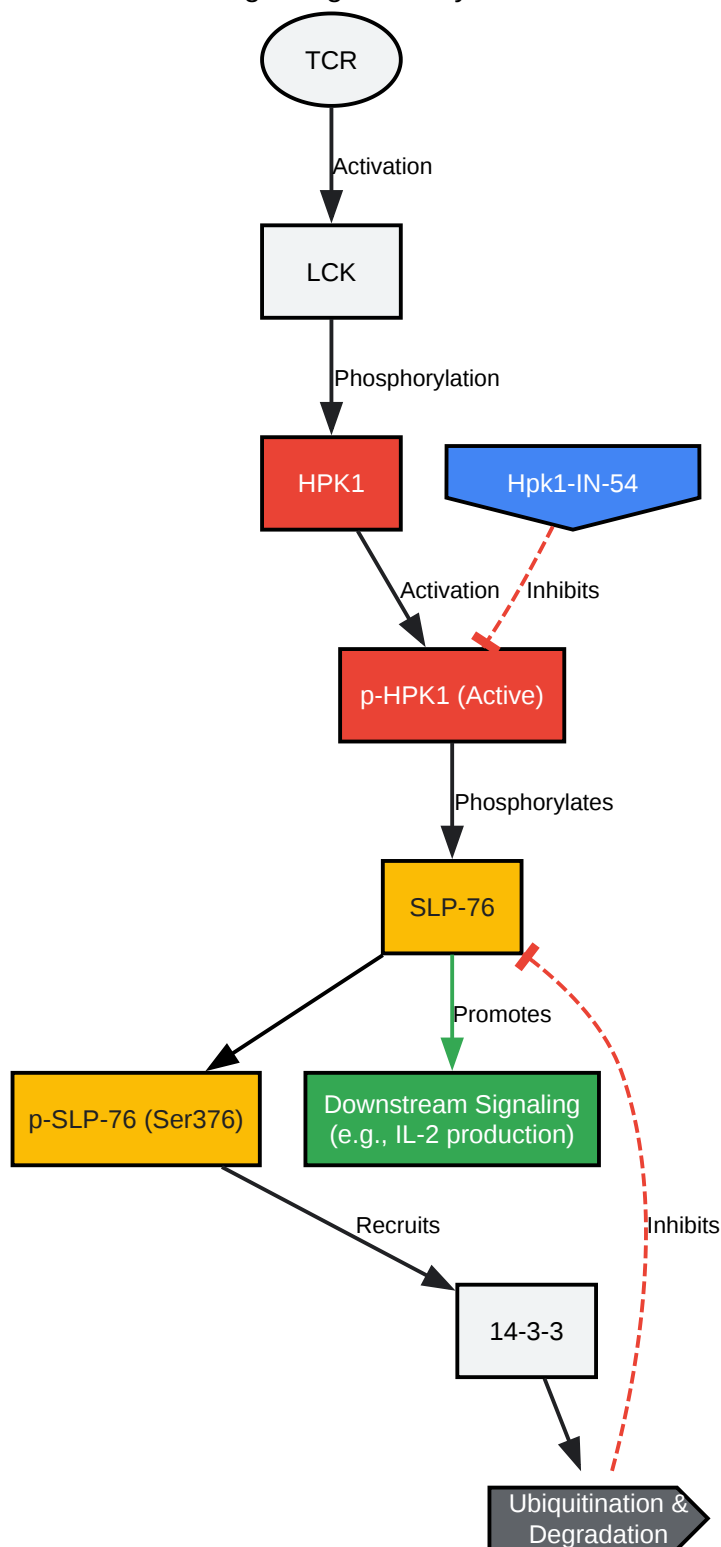 TCR
Activation
LCK
Phosphorylation
HPK1
Hpk1-IN-54
Activation
Inhibits
p-HPK1 (Active)
Phosphorylates
SLP-76
Promotes
p-SLP-76 (Ser376)
Downstream Signaling
(e.g., IL-2 production)
Recruits
Inhibits
14-3-3
Ubiquitination &
Degradation